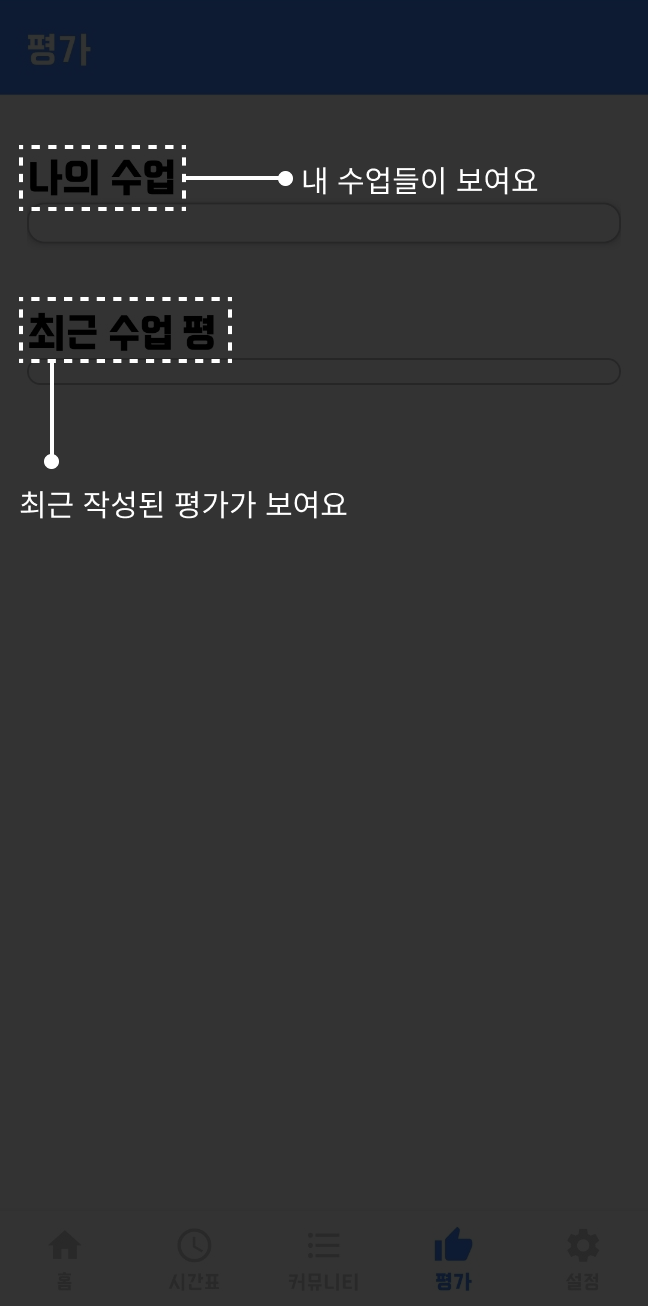 평가
나의 수업
내 수업들이 보여요
최근 수업 평
최근 작성된 평가가 보여요
홈
시간표
커뮤니티
평가
설정